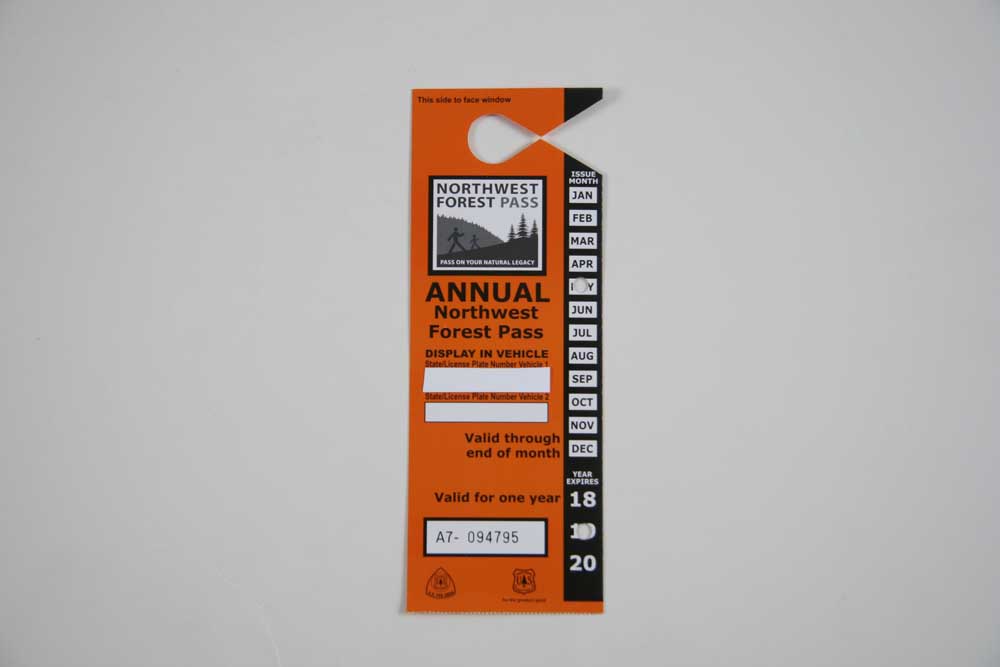 This side to face window
NORTHWEST
FOREST PASS
PASS ON YOUR NATURAL LEGACY
ANNUAL
Northwest
Forest Pass
DISPLAY IN VEHICLE
State/License Plate Number Vehicle 1
State/License Plate Number Vehicle 2
Valid through
end of month
Valid for one year
A7- 094795
ISSUE
MONTH
JAN
FEB
MAR
APR
JUN
JUL
AUG
SEP
OCT
NOV
DEC
YEAR
EXPIRES
18
20